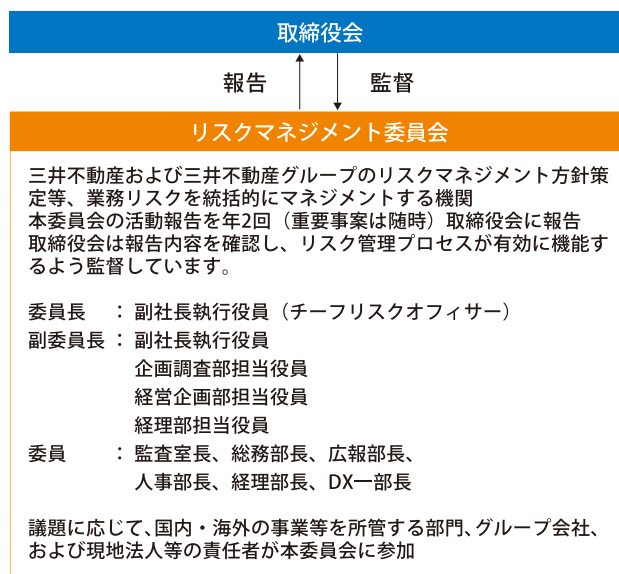 取締役会
報告 監督
リスクマネジメント委員会
三井不動産および三井不動産グループのリスクマネジメント方針策
定等、業務リスクを統括的にマネジメントする機関
本委員会の活動報告を年2回（重要事案は随時）取締役会に報告
取締役会は報告内容を確認し、リスク管理プロセスが有効に機能す
るよう監督しています。
委員長 ：副社長執行役員（チーフリスクオフィサー）
副委員長：副社長執行役員
企画調査部担当役員
経営企画部担当役員
経理部担当役員
委員 ：監査室長、総務部長、広報部長、
人事部長、経理部長、DX一部長
議題に応じて、国内・海外の事業等を所管する部門、グループ会社、
および現地法人等の責任者が本委員会に参加